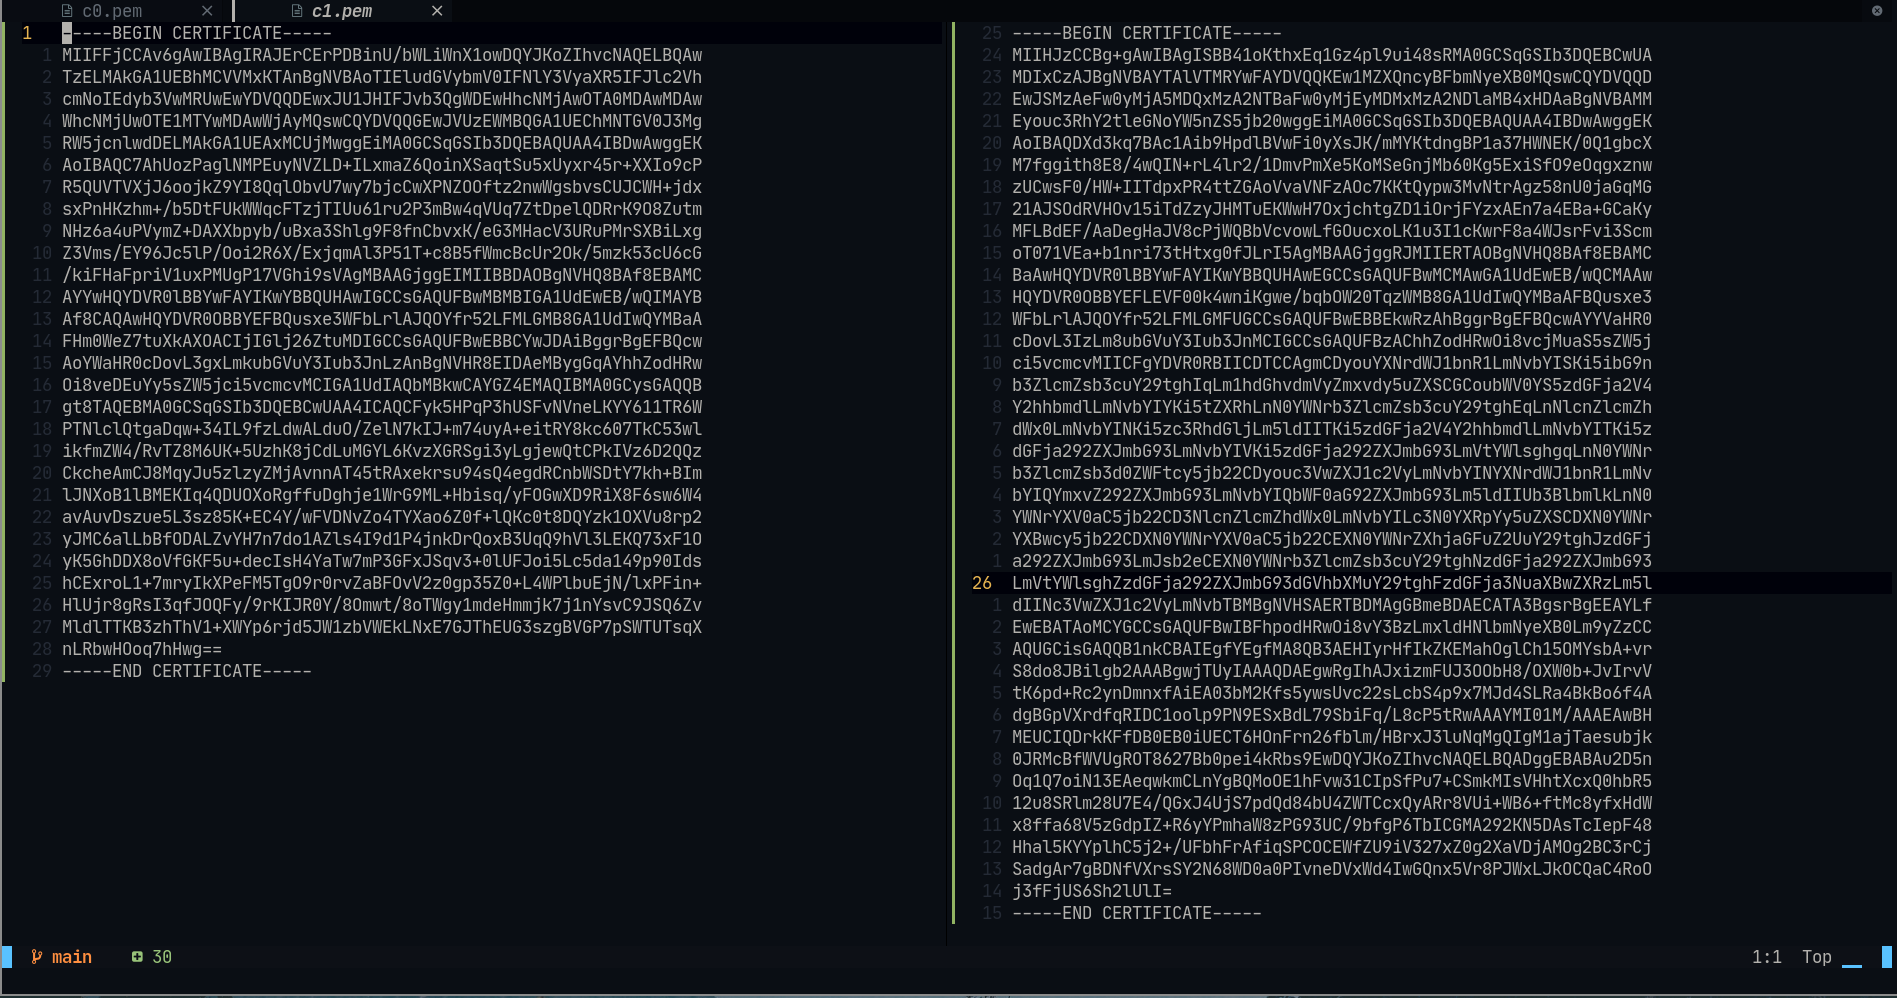 c0.pem
c1.pem
1 -----BEGIN CERTIFICATE-----
1 MIIFFjCCAv6gAwIBAgIRAJErCErPDBinU/bWLiWnX1owDQYJKoZIhvcNAQELBQAw
2 TzELMAkGA1UEBhMCVVMxKTAnBgNVBAoTIEludGVybmV0IFNlY3VyaXR5IFJlc2Vh
3 cmNoIEdyb3VwMRUwEwYDVQQDEwxJU1JHIFJvb3QgWDEwHhcNMjAwOTA0MDAwMDAw
4 WhcNMjUwOTE1MTYwMDAwWjAyMQswCQYDVQQGEwJVUzEWMBQGA1UEChMNTGV0J3Mg
5 RW5jcnlwdDELMAkGA1UEAxMCUjMwggEiMA0GCSqGSIb3DQEBAQUAA4IBDwAwggEK
6 AoIBAQC7AhUozPaglNMPEuyNVZLD+ILxmaZ6QoinXSaqtSu5xUyxr45r+XXIo9cP
7 R5QUVTVXjJ6oojkZ9YI8QqlObvU7wy7bjcCwXPNZOOftz2nwWgsbvsCUJCWH+jdx
8 sxPnHKzhm+/b5DtFUkWWqcFTzjTIUu61ru2P3mBw4qVUq7ZtDpelQDRrK9O8Zutm
9 NHz6a4uPVymZ+DAXXbpyb/uBxa3Shlg9F8fnCbvxK/eG3MHacV3URuPMrSXBiLxg
10 Z3Vms/EY96Jc5lP/Ooi2R6X/ExjqmAl3P51T+c8B5fWmcBcUr2Ok/5mzk53cU6cG
11 /kiFHaFpriV1uxPMUgP17VGhi9sVAgMBAAGjggEIMIIBBDAOBgNVHQ8BAf8EBAMC
12 AYYwHQYDVR0lBBYwFAYIKwYBBQUHAwIGCCsGAQUFBwMBMBIGA1UdEwEB/wQIMAYB
13 Af8CAQAwHQYDVR0OBBYEFBQusxe3WFbLrlAJQOYfr52LFMLGMB8GA1UdIwQYMBaA
14 FHm0WeZ7tuXkAXOACIjIGlj26ZtuMDIGCCsGAQUFBwEBBCYwJDAiBggrBgEFBQcw
15 AoYWaHR0cDovL3gxLmkubGVuY3Iub3JnLzAnBgNVHR8EIDAeMBygGqAYhhZodHRw
16 Oi8veDEuYy5sZW5jci5vcmcvMCIGA1UdIAQbMBkwCAYGZ4EMAQIBMA0GCysGAQQB
17 gt8TAQEBMA0GCSqGSIb3DQEBCwUAA4ICAQCFyk5HPqP3hUSFvNVneLKYY611TR6W
18 PTNlclQtgaDqw+34IL9fzLdwALduO/ZelN7kIJ+m74uyA+eitRY8kc607TkC53wl
19 ikfmZW4/RvTZ8M6UK+5UzhK8jCdLuMGYL6KvzXGRSgi3yLgjewQtCPkIVz6D2QQz
20 CkcheAmCJ8MqyJu5zlzyZMjAvnnAT45tRAxekrsu94sQ4egdRCnbWSDtY7kh+BIm
21 lJNXoB1lBMEKIq4QDUOXoRgffuDghje1WrG9ML+Hbisq/yFOGwXD9RiX8F6sw6W4
22 avAuvDszue5L3sz85K+EC4Y/wFVDNvZo4TYXao6Z0f+lQKc0t8DQYzk1OXVu8rp2
23 yJMC6alLbBfODALZvYH7n7do1AZls4I9d1P4jnkDrQoxB3UqQ9hVl3LEKQ73xF1O
24 yK5GhDDX8oVfGKF5u+decIsH4YaTw7mP3GFxJSqv3+0lUFJoi5Lc5da149p90Ids
25 hCExroL1+7mryIkXPeFM5TgO9r0rvZaBFOvV2z0gp35Z0+L4WPlbuEjN/lxPFin+
26 HlUjr8gRsI3qfJOQFy/9rKIJR0Y/8Omwt/8oTWgy1mdeHmmjk7j1nYsvC9JSQ6Zv
27 MldlTTKB3zhThV1+XWYp6rjd5JW1zbVWEkLNxE7GJThEUG3szgBVGP7pSWTUTsqX
28 nLRbwHOoq7hHwg==
29 -----END CERTIFICATE-----
25 -----BEGIN CERTIFICATE-----
24 MIIHJzCCBg+gAwIBAgISBB41oKthxEq1Gz4pl9ui48sRMA0GCSqGSIb3DQEBCwUA
23 MDIxCzAJBgNVBAYTAlVTMRYwFAYDVQQKEw1MZXQncyBFbmNyeXB0MQswCQYDVQQD
22 EwJSMzAeFw0yMjA5MDQxMzA2NTBaFw0yMjEyMDMxMzA2NDlaMB4xHDAaBgNVBAMM
21 Eyouc3RhY2tleGNoYW5nZS5jb20wggEiMA0GCSqGSIb3DQEBAQUAA4IBDwAwggEK
20 AoIBAQDXd3kq7BAc1Aib9HpdlBVwFi0yXsJK/mMYKtdngBP1a37HWNEK/0Q1gbcX
19 M7fggith8E8/4wQIN+rL4lr2/1DmvPmXe5KoMSeGnjMb60Kg5ExiSfO9eOqgxznw
18 zUCwsF0/HW+IITdpxPR4ttZGAoVvaVNFzAOc7KKtQypw3MvNtrAgz58nU0jaGqMG
17 21AJSOdRVHOv15iTdZzyJHMTuEKWwH7OxjchtgZD1iOrjFYzxAEn7a4EBa+GCaKy
16 MFLBdEF/AaDegHaJV8cPjWQBbVcvowLfGOucxoLK1u3I1cKwrF8a4WJsrFvi3Scm
15 oT071VEa+b1nri73tHtxg0fJLrI5AgMBAAGjggRJMIIERTAOBgNVHQ8BAf8EBAMC
14 BaAwHQYDVR0lBBYwFAYIKwYBBQUHAwEGCCsGAQUFBwMCMAwGA1UdEwEB/wQCMAAw
13 HQYDVR0OBBYEFLEVF00k4wniKgwe/bqbOW20TqzWMB8GA1UdIwQYMBaAFBQusxe3
12 WFbLrlAJQOYfr52LFMLGMFUGCCsGAQUFBwEBBEkwRzAhBggrBgEFBQcwAYYVaHR0
11 cDovL3IzLm8ubGVuY3Iub3JnMCIGCCsGAQUFBzAChhZodHRwOi8vcjMuaS5sZW5j
10 ci5vcmcvMIICFgYDVR0RBIICDTCCAgmCDyouYXNrdWJ1bnR1LmNvbYISKi5ibG9n
9 b3ZlcmZsb3cuY29tghIqLm1hdGhvdmVyZmxvdy5uZXSCGCoubWV0YS5zdGFja2V4
8 Y2hhbmdlLmNvbYIYKi5tZXRhLnN0YWNrb3ZlcmZsb3cuY29tghEqLnNlcnZlcmZh
7 dWx0LmNvbYINKi5zc3RhdGljLm5ldIITKi5zdGFja2V4Y2hhbmdlLmNvbYITKi5z
6 dGFja292ZXJmbG93LmNvbYIVKi5zdGFja292ZXJmbG93LmVtYWlsghgqLnN0YWNr
5 b3ZlcmZsb3d0ZWFtcy5jb22CDyouc3VwZXJ1c2VyLmNvbYINYXNrdWJ1bnR1LmNv
4 bYIQYmxvZ292ZXJmbG93LmNvbYIQbWF0aG92ZXJmbG93Lm5ldIIUb3BlbmlkLnN0
3 YWNrYXV0aC5jb22CD3NlcnZlcmZhdWx0LmNvbYILc3N0YXRpYy5uZXSCDXN0YWNr
2 YXBwcy5jb22CDXN0YWNrYXV0aC5jb22CEXN0YWNrZXhjaGFuZ2UuY29tghJzdGFj
1 a292ZXJmbG93LmJsb2eCEXN0YWNrb3ZlcmZsb3cuY29tghNzdGFja292ZXJmbG93
26 LmVtYWlsghZzdGFja292ZXJmbG93dGVhbXMuY29tghFzdGFja3NuaXBwZXRzLm5l
1 dIINc3VwZXJ1c2VyLmNvbTBMBgNVHSAERTBDMAgGBmeBDAECATA3BgsrBgEEAYLf
2 EwEBATAoMCYGCCsGAQUFBwIBFhpodHRwOi8vY3BzLmxldHNlbmNyeXB0Lm9yZzCC
3 AQUGCisGAQQB1nkCBAIEgfYEgfMA8QB3AEHIyrHfIkZKEMahOglCh15OMYsbA+vr
4 S8do8JBilgb2AAABgwjTUyIAAAQDAEgwRgIhAJxizmFUJ3OObH8/OXW0b+JvIrvV
5 tK6pd+Rc2ynDmnxfAiEA03bM2Kfs5ywsUvc22sLcbS4p9x7MJd4SLRa4BkBo6f4A
6 dgBGpVXrdfqRIDC1oolp9PN9ESxBdL79SbiFq/L8cP5tRwAAAYMI01M/AAAEAwBH
7 MEUCIQDrkKFfDB0EB0iUECT6HOnFrn26fblm/HBrxJ3luNqMgQIgM1ajTaesubjk
8 0JRMcBfWVUgROT8627Bb0pei4kRbs9EwDQYJKoZIhvcNAQELBQADggEBABAu2D5n
9 Oq1Q7oiN13EAeqwkmCLnYgBQMoOE1hFvw31CIpSfPu7+CSmkMIsVHhtXcxQ0hbR5
10 12u8SRlm28U7E4/QGxJ4UjS7pdQd84bU4ZWTCcxQyARr8VUi+WB6+ftMc8yfxHdW
11 x8ffa68V5zGdpIZ+R6yYPmhaW8zPG93UC/9bfgP6TbICGMA292KN5DAsTcIepF48
12 Hhal5KYYplhC5j2+/UFbhFrAfiqSPCOCEWfZU9iV327xZ0g2XaVDjAMOg2BC3rCj
13 SadgAr7gBDNfVXrsSY2N68WD0a0PIvneDVxWd4IwGQnx5Vr8PJWxLJkOCQaC4RoO
14 j3fFjUS6Sh2lUlI=
15 -----END CERTIFICATE-----
main 30 1:1 Top